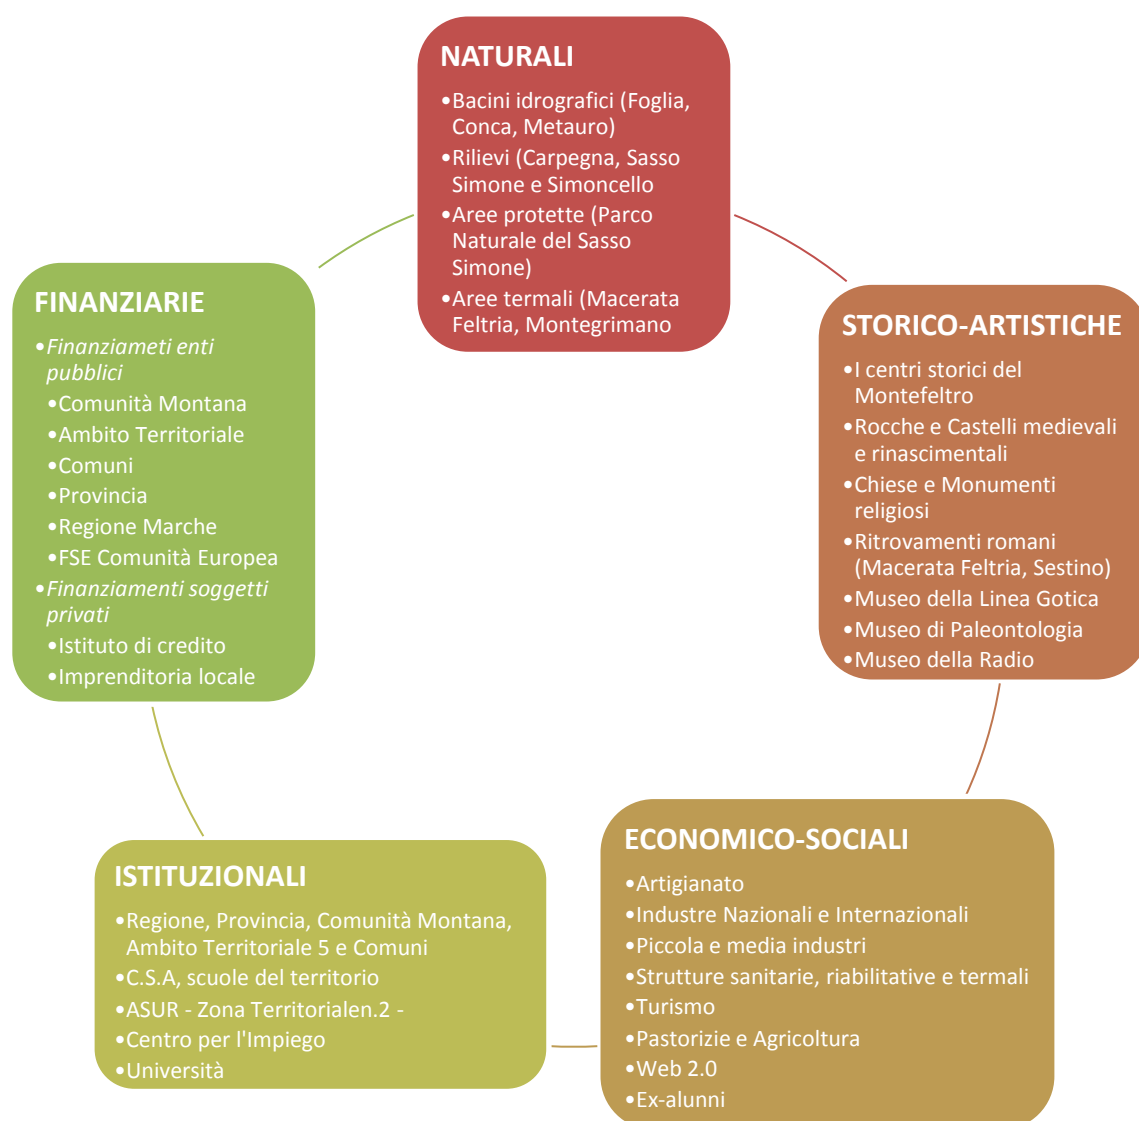 NATURALI
•Bacini idrografici (Foglia,
Conca, Metauro)
•Rilievi (Carpegna, Sasso
Simone e Simoncello
•Aree protette (Parco
Naturale del Sasso
Simone)
•Aree termali (Macerata
Feltria, Montegrimano
STORICO-ARTISTICHE
•I centri storici del
Montefeltro
•Rocche e Castelli medievali
e rinascimentali
•Chiese e Monumenti
religiosi
•Ritrovamenti romani
(Macerata Feltria, Sestino)
•Museo della Linea Gotica
•Museo di Paleontologia
•Museo della Radio
ECONOMICO-SOCIALI
•Artigianato
•Industre Nazionali e Internazionali
•Piccola e media industri
•Strutture sanitarie, riabilitative e termali
•Turismo
•Pastorizie e Agricoltura
•Web 2.0
•Ex-alunni
ISTITUZIONALI
•Regione, Provincia, Comunità Montana,
Ambito Territoriale 5 e Comuni
•C.S.A, scuole del territorio
•ASUR - Zona Territorialen.2 -
•Centro per l'Impiego
•Università
FINANZIARIE
•Finanziameti enti
pubblici
•Comunità Montana
•Ambito Territoriale
•Comuni
•Provincia
•Regione Marche
•FSE Comunità Europea
•Finanziamenti soggetti
privati
•Istituto di credito
•Imprenditoria locale